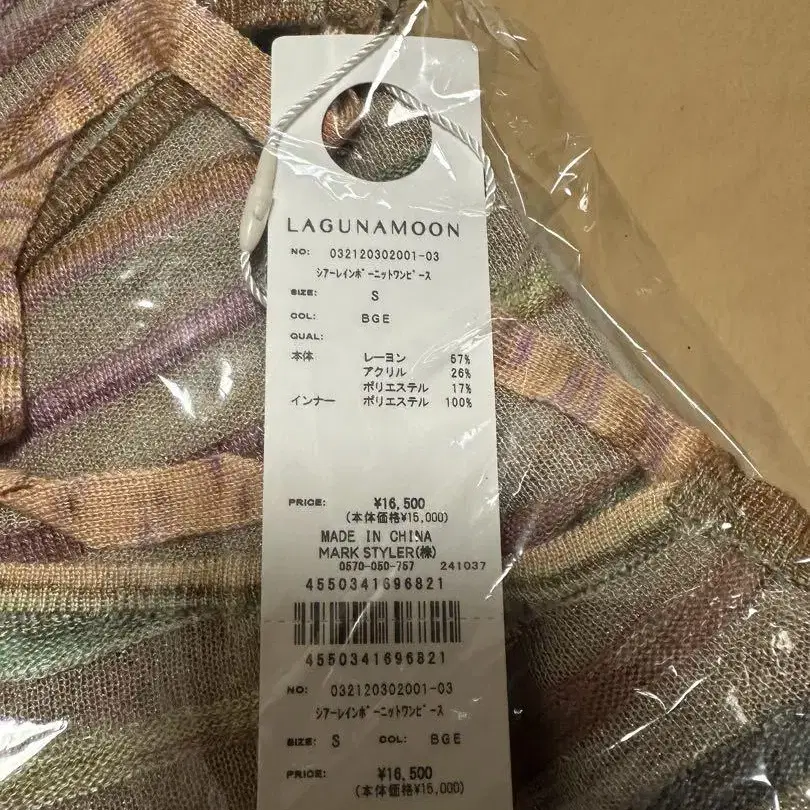 LAGUNAMOON
NO: 032120302001-03
ｼｱｰﾚｲﾝﾎﾞｰﾆｯﾄﾜﾝﾋﾟｰｽ
SIZE: S
COL: BGE
QUAL:
本体 レーヨン 57%
アクリル 26%
ポリエステル 17%
インナー ポリエステル 100%
PRICE: ¥16,500
(本体価格¥15,000)
MADE IN CHINA
MARK STYLER(株)
0570-050-757 241037
4550341696821
4550341696821
NO: 032120302001-03
ｼｱｰﾚｲﾝﾎﾞｰﾆｯﾄﾜﾝﾋﾟｰｽ
SIZE: S COL: BGE
PRICE: ¥16,500
(本体価格¥15,000)